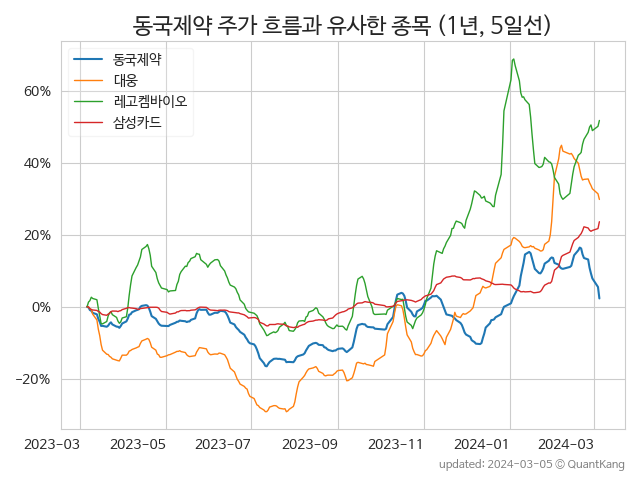 동국제약 주가 흐름과 유사한 종목 (1년, 5일선)
동국제약
대웅
레고켐바이오
삼성카드
60%
40%
20%
0%
−20%
2023-03 2023-05 2023-07 2023-09 2023-11 2024-01 2024-03
updated: 2024-03-05 © QuantKang